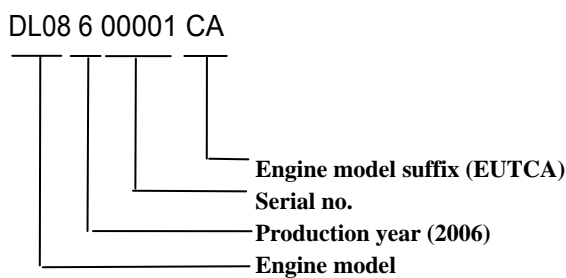 DL08 6 00001 CA
Engine model suffix (EUTCA)
Serial no.
Production year (2006)
Engine model